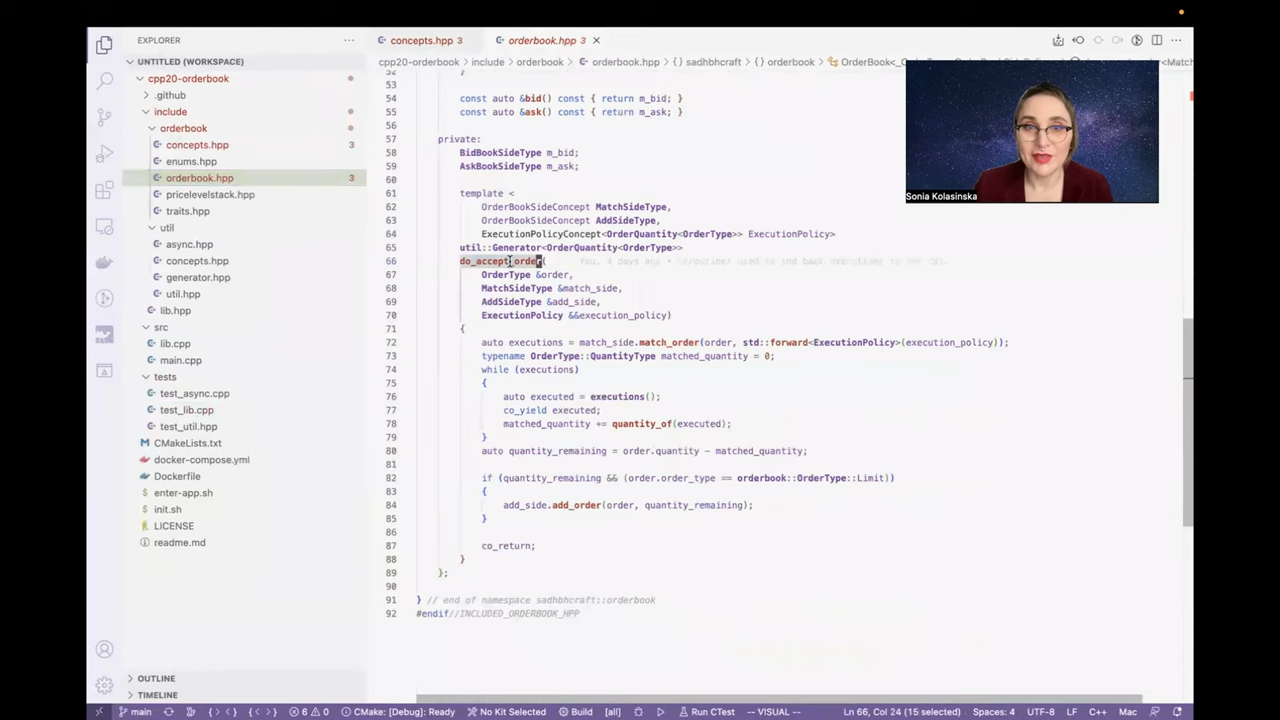 EXPLORER
UNTITLED (WORKSPACE)
cpp20-orderbook
.github
include
orderbook
concepts.hpp 3
enums.hpp
orderbook.hpp 3
pricelevelstack.hpp
traits.hpp
util
async.hpp
concepts.hpp
generator.hpp
util.hpp
lib.hpp
src
lib.cpp
main.cpp
tests
test_async.cpp
test_lib.cpp
test_util.hpp
CMakeLists.txt
docker-compose.yml
Dockerfile
enter-app.sh
init.sh
LICENSE
readme.md
OUTLINE
TIMELINE
concepts.hpp 3
orderbook.hpp 3
cpp20-orderbook > include > orderbook > orderbook.hpp > {} sadhbhcraft > {} orderbook >
52 }
53
54 const auto &bid() const { return m_bid; }
55 const auto &ask() const { return m_ask; }
56
57 private:
58 BidBookSideType m_bid;
59 AskBookSideType m_ask;
60
61 template <
62 OrderBookSideConcept MatchSideType,
63 OrderBookSideConcept AddSideType,
64 ExecutionPolicyConcept<OrderQuantity<OrderType>> ExecutionPolicy>
65 util::Generator<OrderQuantity<OrderType>>
66 do_accept_order( You, 4 days ago •
67 OrderType &order,
68 MatchSideType &match_side,
69 AddSideType &add_side,
70 ExecutionPolicy &&execution_policy)
71 {
72 auto executions = match_side.match_order(order, std::forward<ExecutionPolicy>(execution_policy));
73 typename OrderType::QuantityType matched_quantity = 0;
74 while (executions)
75 {
76 auto executed = executions();
77 co_yield executed;
78 matched_quantity += quantity_of(executed);
79 }
80 auto quantity_remaining = order.quantity - matched_quantity;
81
82 if (quantity_remaining && (order.order_type == orderbook::OrderType::Limit))
83 {
84 add_side.add_order(order, quantity_remaining);
85 }
86
87 co_return;
88 }
89 };
90
91 } // end of namespace sadhbhcraft::orderbook
92 #endif//INCLUDED_ORDERBOOK_HPP
Sonia Kolasinska
main 6 0 CMake: [Debug]: Ready No Kit Selected Build [all] Run CTest -- VISUAL -- Ln 66, Col 24 (15 selected) Spaces: 4 UTF-8 LF C++ Mac